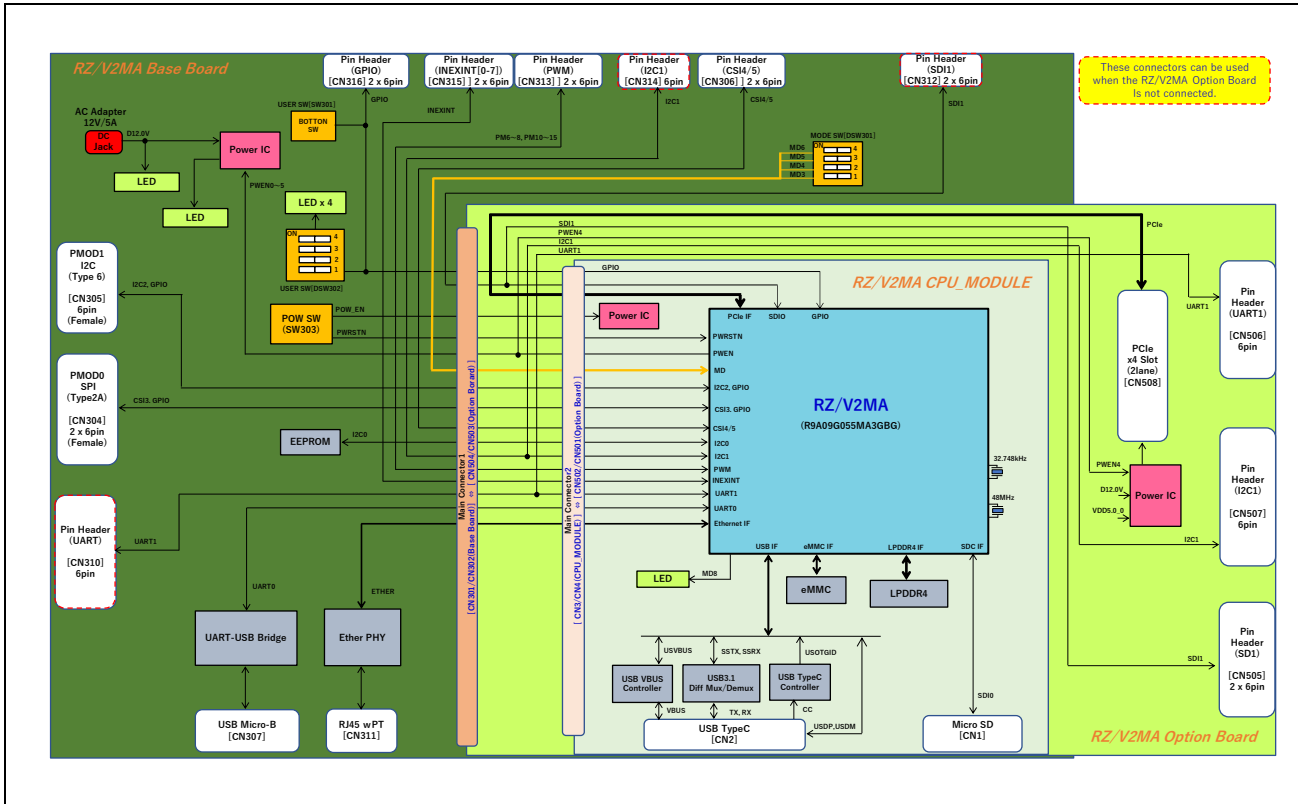 RZ/V2MA Base Board
Pin Header
(GPIO)
[CN316] 2 x 6pin
Pin Header
(INEXINT[0-7])
[CN315] ] 2 x 6pin
Pin Header
(PWM)
[CN313] ] 2 x 6pin
Pin Header
(I2C1)
[CN314] 6pin
Pin Header
(CSI4/5)
[CN306] ] 2 x 6pin
Pin Header
(SDI1)
[CN312] 2 x 6pin
These connectors can be used
when the RZ/V2MA Option Board
Is not connected.
GPIO
INEXINT
PM6~8, PM10~15
I2C1
CSI4/5
SDI1
AC Adapter
12V/5A
DC
Jack
D12.0V
Power IC
LED
LED
PWEN0~5
USER SW[SW301]
BOTTON
SW
MODE SW[DSW301]
MD6
MD5
MD4
MD3
ON
4
3
2
1
LED x 4
ON
4
3
2
1
USER SW[DSW302]
PMOD1
I2C
(Type 6)
[CN305]
6pin
(Female)
I2C2, GPIO
POW SW
(SW303)
POW_EN
PWRSTN
PMOD0
SPI
(Type2A)
[CN304]
2 x 6pin
(Female)
CSI3, GPIO
EEPROM
I2C0
Pin Header
(UART)
[CN310]
6pin
UART1
UART0
ETHER
UART-USB Bridge
Ether PHY
USB Micro-B
[CN307]
RJ45 wPT
[CN311]
Main Connector1
[CN301/CN302(Base Board)] ⇔ [ CN504/CN503(Option Borard) ]
Main Connector2
[ CN3/CN4(CPU_MODULE) ] ⇔ [ CN502/CN501(Option Board) ]
SDI1
PWEN4
I2C1
UART1
PCIe
GPIO
RZ/V2MA CPU_MODULE
Power IC
PCIe IF
SDIO
GPIO
PWRSTN
PWEN
MD
I2C2, GPIO
CSI3. GPIO
CSI4/5
I2C0
I2C1
PWM
INEXINT
UART1
UART0
Ethernet IF
RZ/V2MA
(R9A09G055MA3GBG)
32.748kHz
48MHz
USB IF
eMMC IF
LPDDR4 IF
SDC IF
LED
MD8
eMMC
LPDDR4
USVBUS
SSTX, SSRX
USOTGID
USB VBUS
Controller
USB3.1
Diff Mux/Demux
USB TypeC
Controller
VBUS
TX, RX
CC
USDP,USDM
USB TypeC
[CN2]
SDI0
Micro SD
[CN1]
PCIe
x4 Slot
(2lane)
[CN508]
PWEN4
D12.0V
VDD5.0_0
Power IC
UART1
Pin
Header
(UART1)
[CN506]
6pin
I2C1
Pin
Header
(I2C1)
[CN507]
6pin
SDI1
Pin
Header
(SD1)
[CN505]
2 x 6pin
RZ/V2MA Option Board